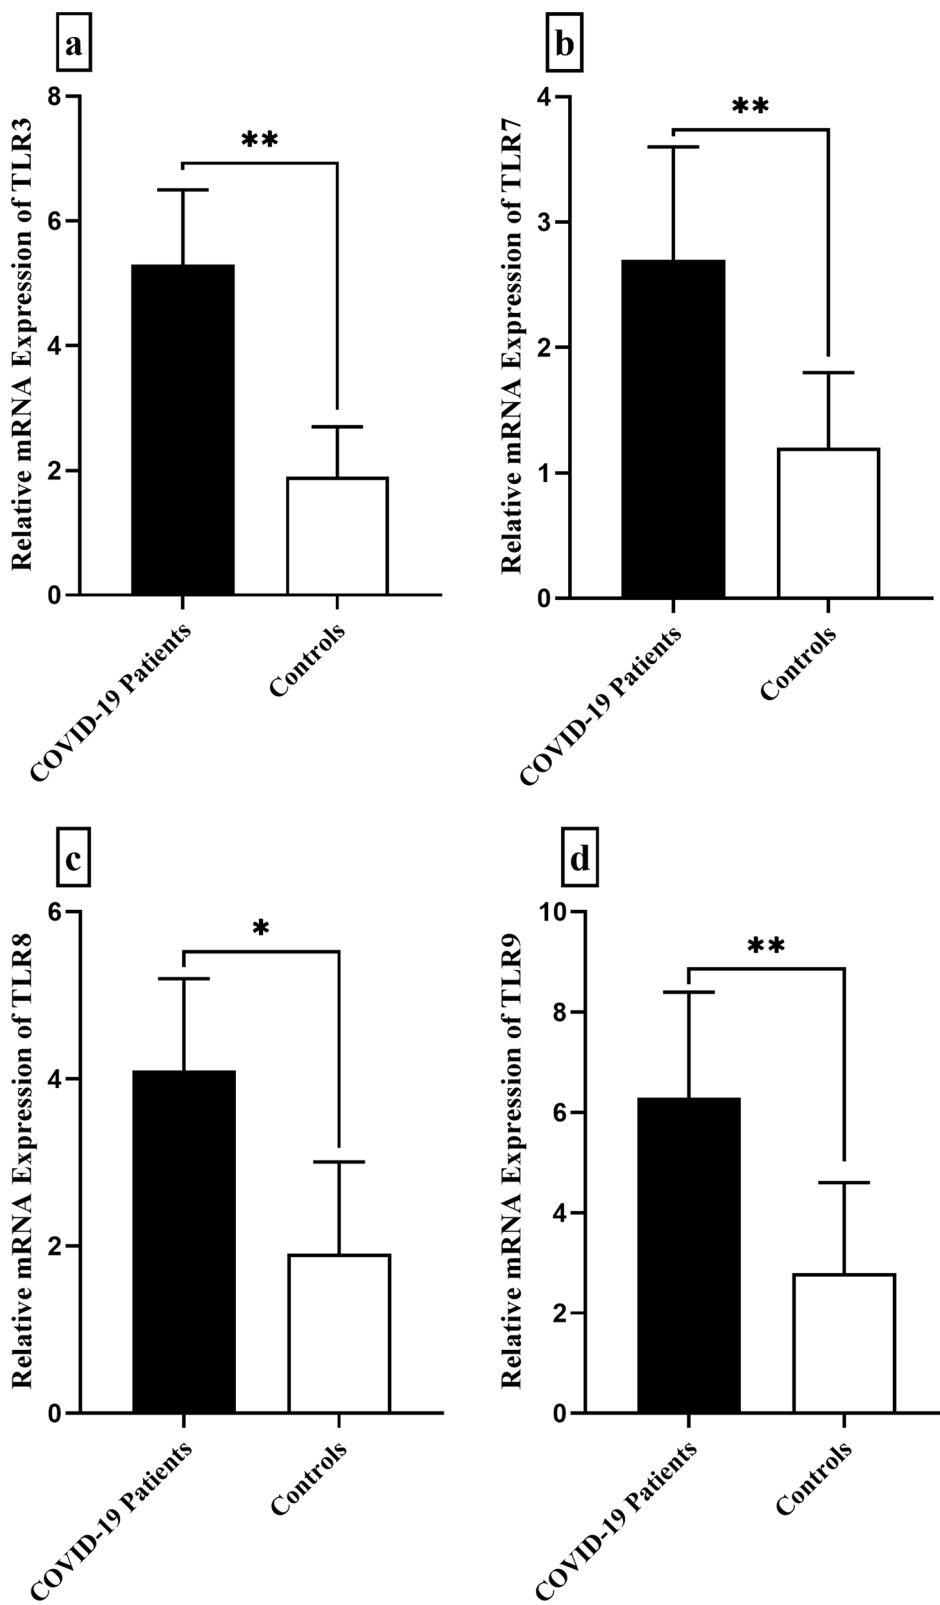 a
Relative mRNA Expression of TLR3
8
6
4
2
0
**
COVID-19 Patients
Controls
b
Relative mRNA Expression of TLR7
4
3
2
1
0
**
COVID-19 Patients
Controls
c
Relative mRNA Expression of TLR8
6
4
2
0
*
COVID-19 Patients
Controls
d
Relative mRNA Expression of TLR9
10
8
6
4
2
0
**
COVID-19 Patients
Controls